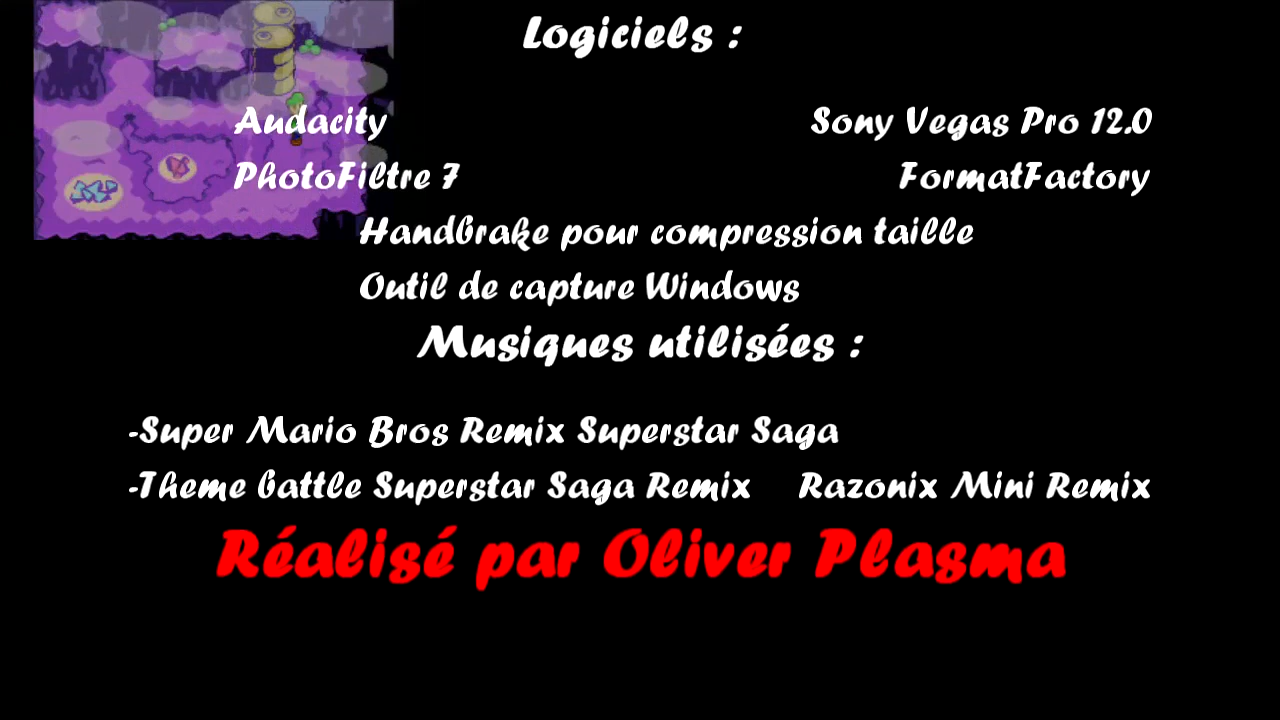 Logiciels :
Audacity Sony Vegas Pro 12.0
PhotoFiltre 7 FormatFactory
Handbrake pour compression taille
Outil de capture Windows
Musiques utilisées :
-Super Mario Bros Remix Superstar Saga
-Theme battle Superstar Saga Remix Razonix Mini Remix
Réalisé par Oliver Plasma